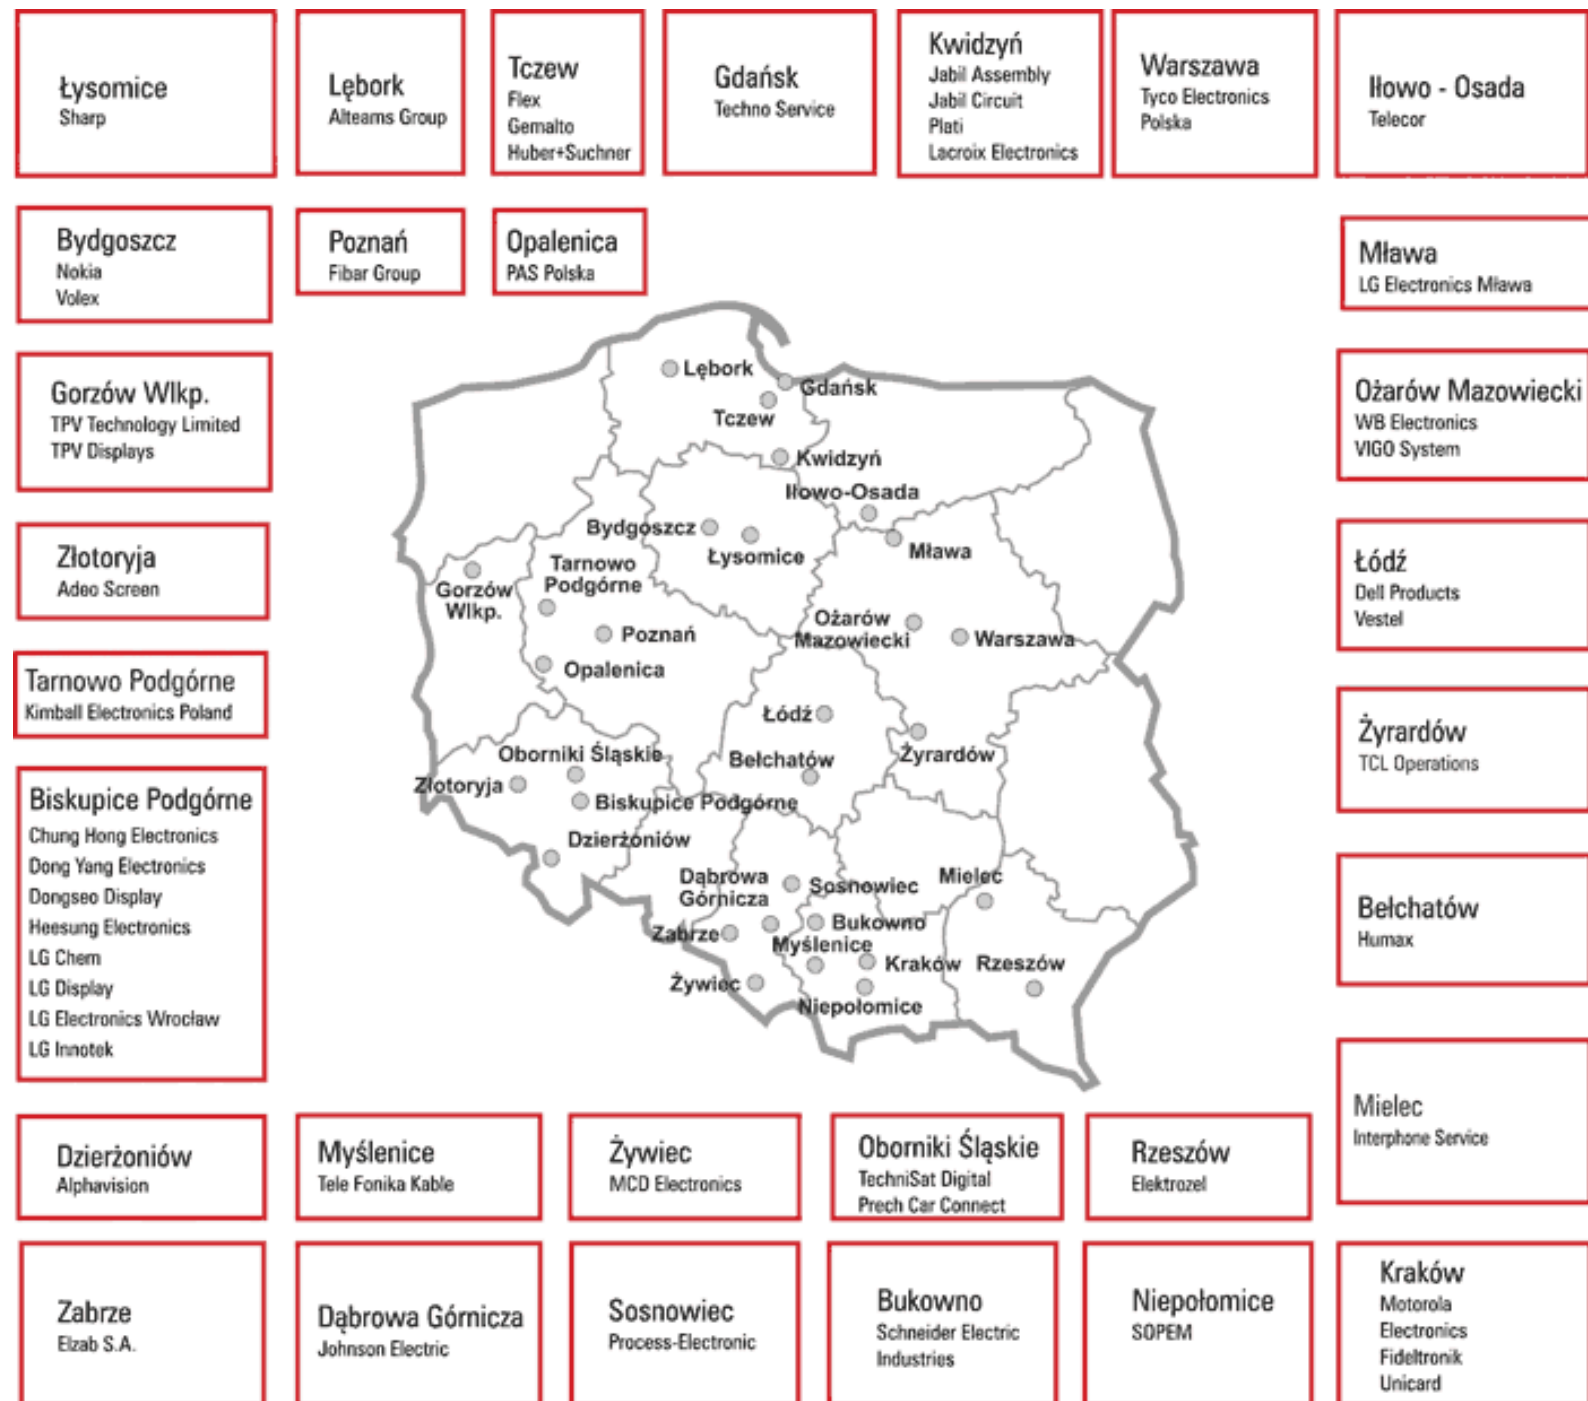 Łysomice
Sharp
Lębork
Alteams Group
Tczew
Flex
Gemalto
Huber+Suchner
Gdańsk
Techno Service
Kwidzyń
Jabil Assembly
Jabil Circuit
Plati
Lacroix Electronics
Warszawa
Tyco Electronics
Polska
Iłowo - Osada
Telecor
Bydgoszcz
Nokia
Volex
Poznań
Fibar Group
Opalenica
PAS Polska
Mława
LG Electronics Mława
Gorzów Wlkp.
TPV Technology Limited
TPV Displays
Ożarów Mazowiecki
WB Electronics
VIGO System
Złotoryja
Adeo Screen
Łódź
Dell Products
Vestel
Tarnowo Podgórne
Kimball Electronics Poland
Żyrardów
TCL Operations
Biskupice Podgórne
Chung Hong Electronics
Dong Yang Electronics
Dongseo Display
Heesung Electronics
LG Chem
LG Display
LG Electronics Wrocław
LG Innotek
Bełchatów
Humax
Mielec
Interphone Service
Lębork
Gdańsk
Tczew
Kwidzyń
Iłowo-Osada
Bydgoszcz
Łysomice
Mława
Tarnowo
Podgórne
Gorzów
Wlkp.
Ożarów
Mazowiecki
Poznań
Warszawa
Opalenica
Łódź
Oborniki Śląskie
Bełchatów
Żyrardów
Złotoryja
Biskupice Podgórne
Dzierżoniów
Dąbrowa
Górnicza
Sosnowiec
Mielec
Zabrze
Bukowno
Myślenice
Kraków
Rzeszów
Żywiec
Niepołomice
Dzierżoniów
Alphavision
Myślenice
Tele Fonika Kable
Żywiec
MCD Electronics
Oborniki Śląskie
TechniSat Digital
Prech Car Connect
Rzeszów
Elektrozel
Zabrze
Elzab S.A.
Dąbrowa Górnicza
Johnson Electric
Sosnowiec
Process-Electronic
Bukowno
Schneider Electric
Industries
Niepołomice
SOPEM
Kraków
Motorola
Electronics
Fideltronik
Unicard